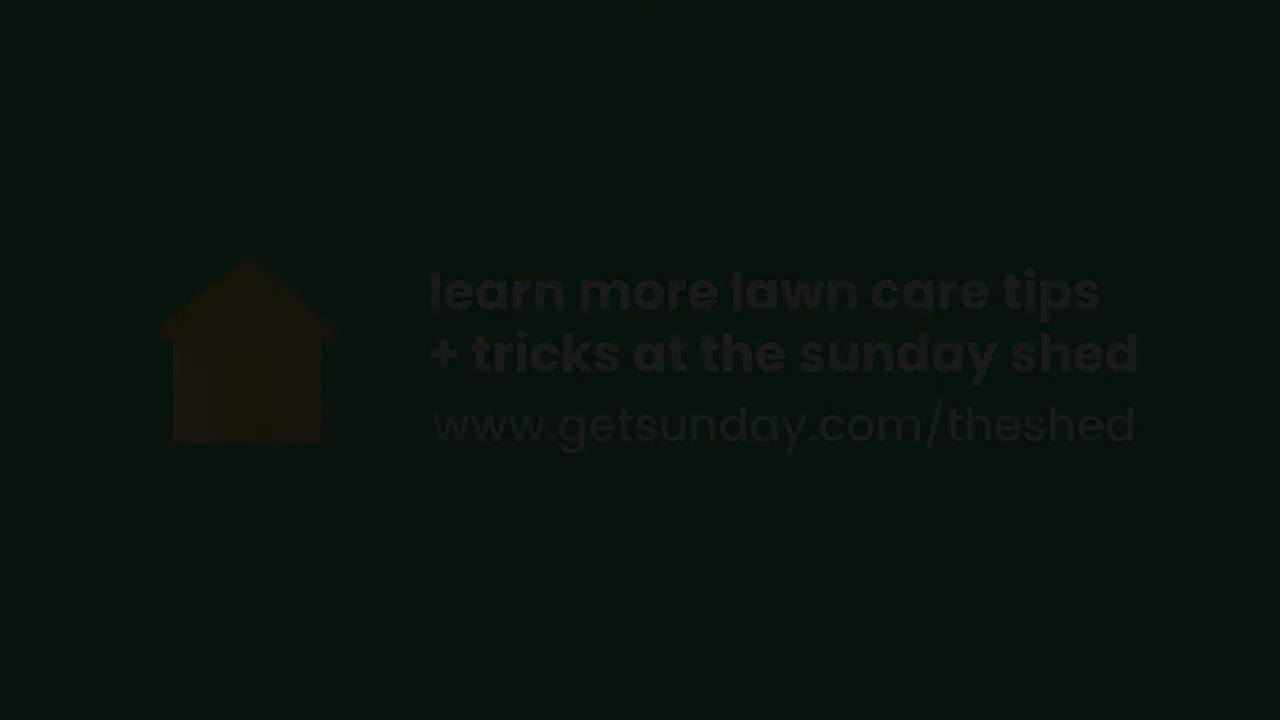 learn more lawn care tips
+ tricks at the sunday shed
www.getsunday.com/theshed